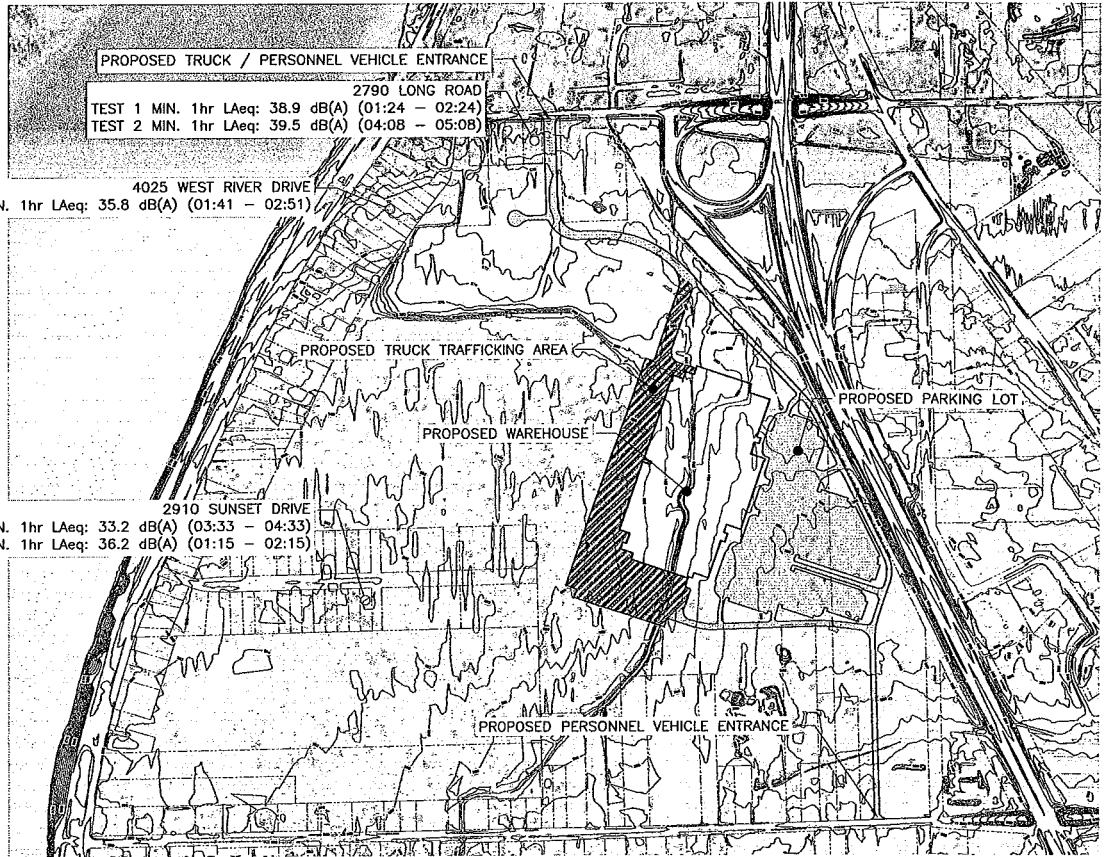 PROPOSED TRUCK / PERSONNEL VEHICLE ENTRANCE
2790 LONG ROAD
TEST 1 MIN. 1hr LAeq: 38.9 dB(A) (01:24 – 02:24)
TEST 2 MIN. 1hr LAeq: 39.5 dB(A) (04:08 – 05:08)
4025 WEST RIVER DRIVE
N. 1hr LAeq: 35.8 dB(A) (01:41 – 02:51)
PROPOSED TRUCK TRAFFICKING AREA
PROPOSED PARKING LOT
PROPOSED WAREHOUSE
2910 SUNSET DRIVE
N. 1hr LAeq: 33.2 dB(A) (03:33 – 04:33)
N. 1hr LAeq: 36.2 dB(A) (01:15 – 02:15)
PROPOSED PERSONNEL VEHICLE ENTRANCE